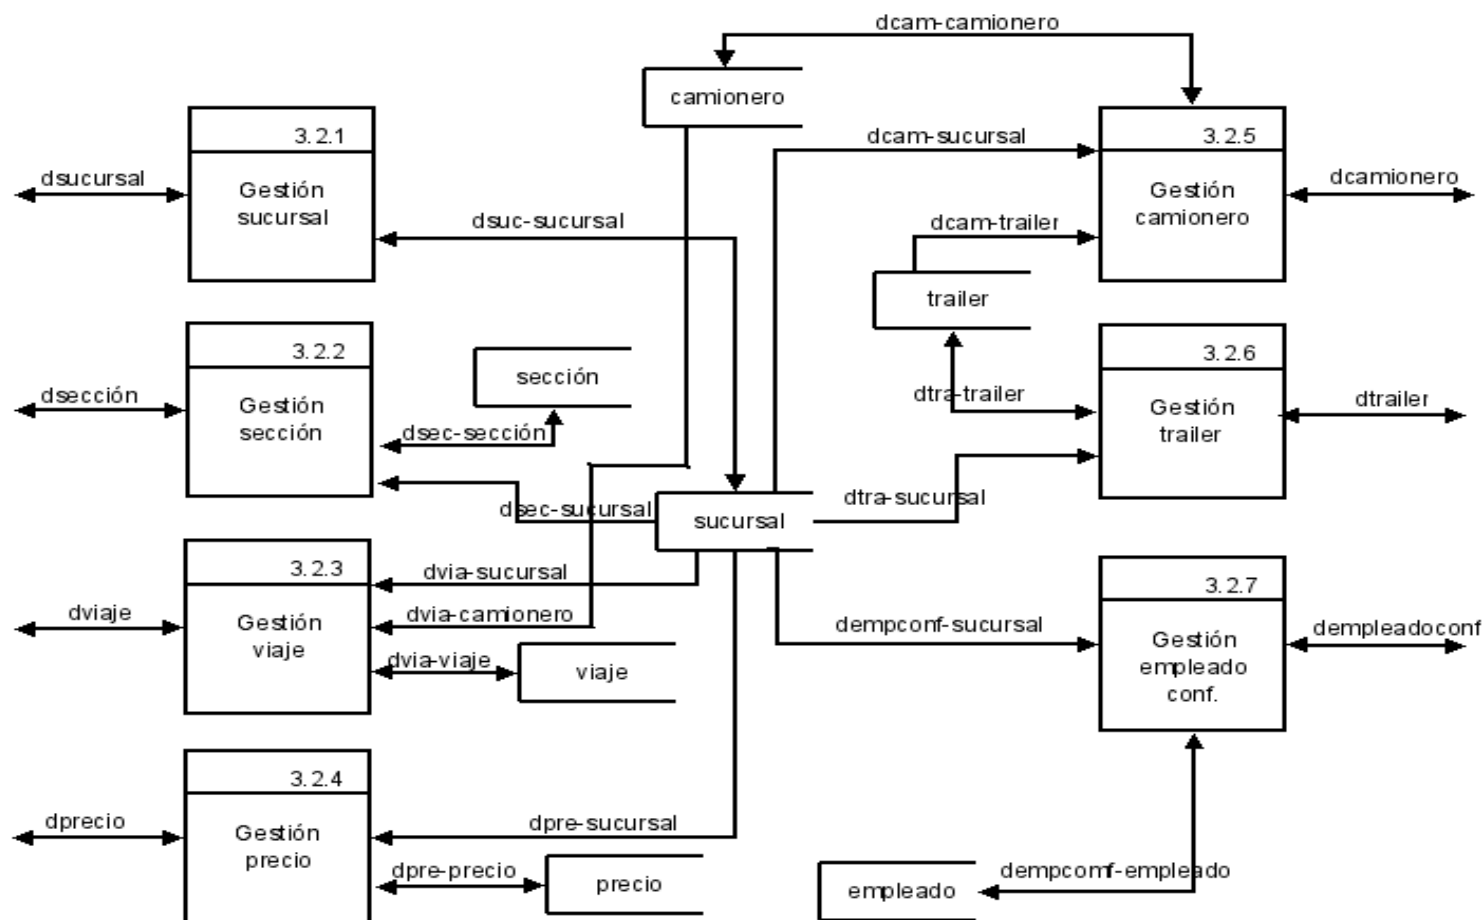 dcam-camionero
camionero
3.2.1
dcam-sucursal
3.2.5
dsucursal
Gestión
sucursal
Gestión
camionero
dcamionero
dsuc-sucursal
dcam-trailer
trailer
3.2.2
3.2.6
sección
dsección
Gestión
sección
dtra-trailer
Gestión
trailer
dtrailer
dsec-sección
dsec-sucursal
sucursal
dtra-sucursal
3.2.3
dvia-sucursal
3.2.7
dviaje
Gestión
viaje
dvia-camionero
dempconf-sucursal
Gestión
empleado
conf.
dempleadoconf
dvia-viaje
viaje
3.2.4
dprecio
Gestión
precio
dpre-sucursal
dpre-precio
precio
empleado
dempcomf-empleado